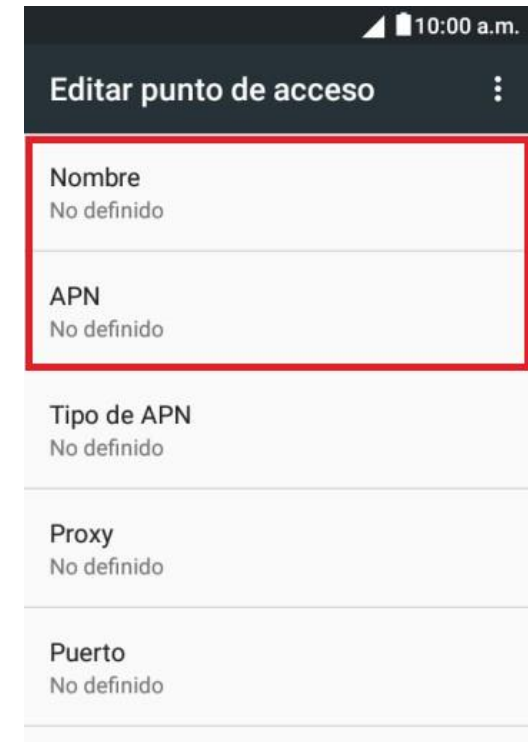 10:00 a.m.
Editar punto de acceso
Nombre
No definido
APN
No definido
Tipo de APN
No definido
Proxy
No definido
Puerto
No definido